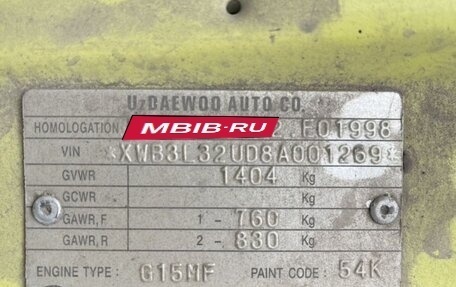 UzDAEWOO AUTO CO.
HOMOLOGATION 2 E01998
MBIB·RU
VIN *XWB3L32UD8A001269*
GVWR 1404 Kg
GCWR Kg
GAWR,F 1 - 760 Kg
GAWR,R 2 - 830 Kg
ENGINE TYPE : G15MF PAINT CODE : 54K